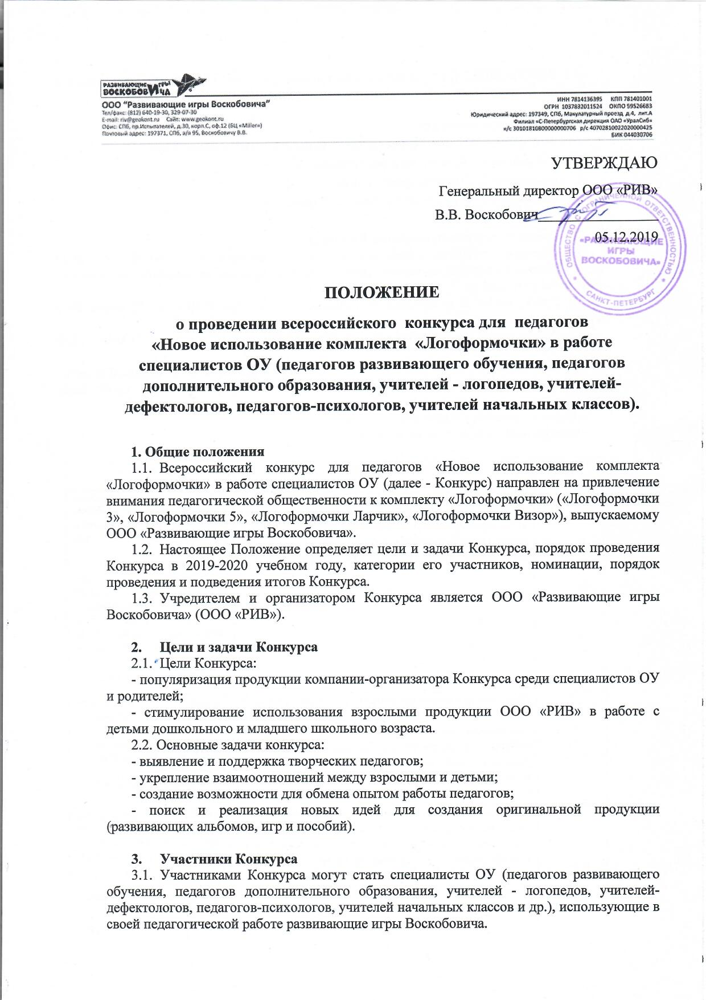 РАЗВИВАЮЩИЕ ИГРЫ
ВОСКОБОВИЧА
ООО "Развивающие игры Воскобовича"
Тел/факс: (812) 640-19-30, 329-07-30
E-mail: riv@geokont.ru Сайт: www.geokont.ru
Офис: СПб, пр.Испытателей, д.30, корп.С, оф.12 (БЦ «Miller»)
Почтовый адрес: 197371, СПб, а/я 95, Воскобовичу В.В.
ИНН 7814136395 КПП 781401001
ОГРН 1037832011524 ОКПО 59526683
Юридический адрес: 197349, СПб, Макулатурный проезд, д.4, лит.А
Филиал «С-Петербургская дирекция ОАО «УралСиб»
к/с 30101810800000000706 р/с 40702810022020000425
БИК 044030706
УТВЕРЖДАЮ
Генеральный директор ООО «РИВ»
В.В. Воскобович
05.12.2019
ОБЩЕСТВО С ОГРАНИЧЕННОЙ ОТВЕТСТВЕННОСТЬЮ
«РАЗВИВАЮЩИЕ
ИГРЫ
ВОСКОБОВИЧА»
* САНКТ-ПЕТЕРБУРГ *
ПОЛОЖЕНИЕ
о проведении всероссийского конкурса для педагогов
«Новое использование комплекта «Логоформочки» в работе
специалистов ОУ (педагогов развивающего обучения, педагогов
дополнительного образования, учителей - логопедов, учителей-
дефектологов, педагогов-психологов, учителей начальных классов).
1. Общие положения
1.1. Всероссийский конкурс для педагогов «Новое использование комплекта
«Логоформочки» в работе специалистов ОУ (далее - Конкурс) направлен на привлечение
внимания педагогической общественности к комплекту «Логоформочки» («Логоформочки
3», «Логоформочки 5», «Логоформочки Ларчик», «Логоформочки Визор»), выпускаемому
ООО «Развивающие игры Воскобовича».
1.2. Настоящее Положение определяет цели и задачи Конкурса, порядок проведения
Конкурса в 2019-2020 учебном году, категории его участников, номинации, порядок
проведения и подведения итогов Конкурса.
1.3. Учредителем и организатором Конкурса является ООО «Развивающие игры
Воскобовича» (ООО «РИВ»).
2. Цели и задачи Конкурса
2.1. Цели Конкурса:
- популяризация продукции компании-организатора Конкурса среди специалистов ОУ
и родителей;
- стимулирование использования взрослыми продукции ООО «РИВ» в работе с
детьми дошкольного и младшего школьного возраста.
2.2. Основные задачи конкурса:
- выявление и поддержка творческих педагогов;
- укрепление взаимоотношений между взрослыми и детьми;
- создание возможности для обмена опытом работы педагогов;
- поиск и реализация новых идей для создания оригинальной продукции
(развивающих альбомов, игр и пособий).
3. Участники Конкурса
3.1. Участниками Конкурса могут стать специалисты ОУ (педагогов развивающего
обучения, педагогов дополнительного образования, учителей - логопедов, учителей-
дефектологов, педагогов-психологов, учителей начальных классов и др.), использующие в
своей педагогической работе развивающие игры Воскобовича.